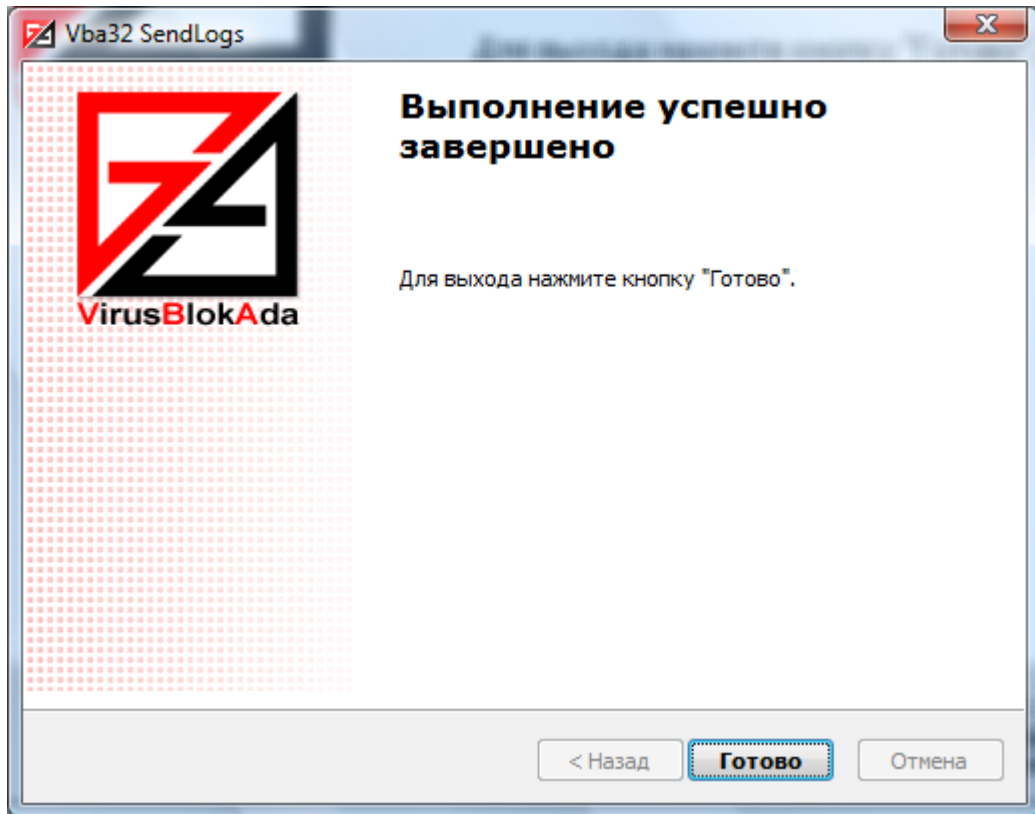 Vba32 SendLogs
Выполнение успешно
завершено
Для выхода нажмите кнопку "Готово".
VirusBlokAda
< Назад
Готово
Отмена